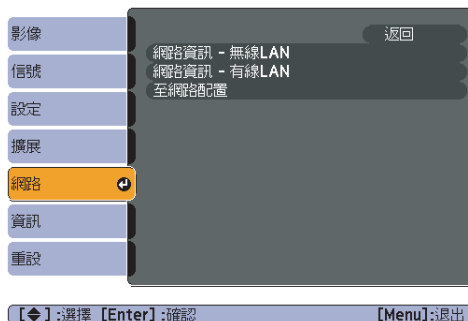 影像
信號
設定
擴展
網路
資訊
重設
返回
網路資訊 - 無線LAN
網路資訊 - 有線LAN
至網路配置
[◆] :選擇 [Enter] :確認 [Menu]:退出